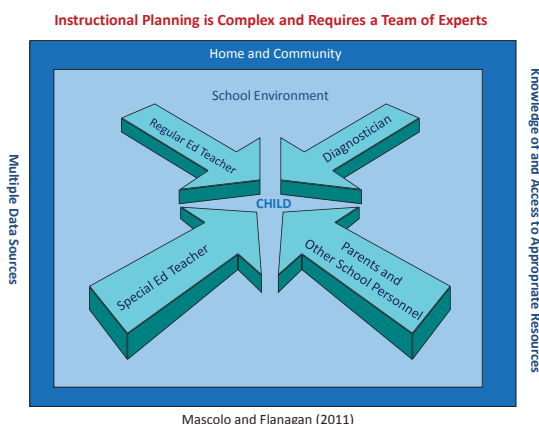 Instructional Planning is Complex and Requires a Team of Experts
Home and Community
School Environment
Regular Ed Teacher
Diagnostician
CHILD
Special Ed Teacher
Parents and
Other School Personnel
Multiple Data Sources
Knowledge of and Access to Appropriate Resources
Mascolo and Flanagan (2011)